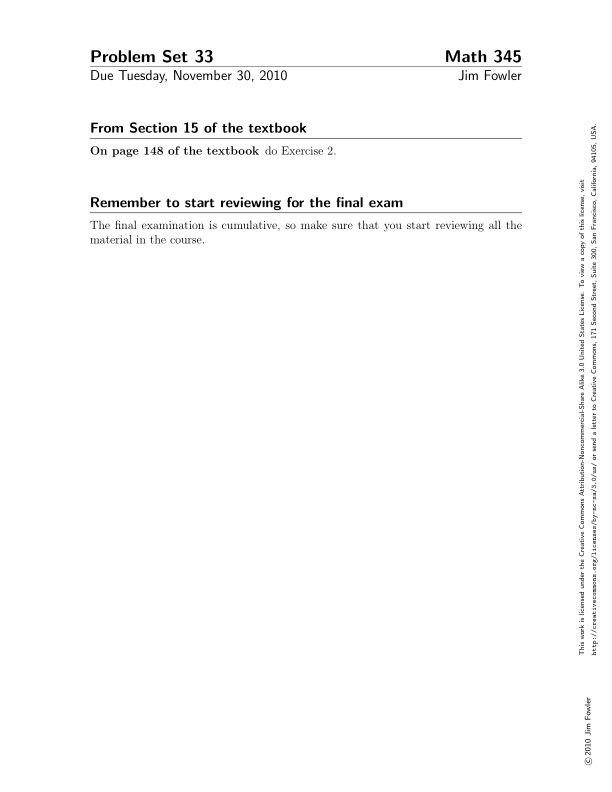 Problem Set 33 Math 345
Due Tuesday, November 30, 2010 Jim Fowler
From Section 15 of the textbook
On page 148 of the textbook do Exercise 2.
Remember to start reviewing for the final exam
The final examination is cumulative, so make sure that you start reviewing all the
material in the course.
This work is licensed under the Creative Commons Attribution-Noncommercial-Share Alike 3.0 United States License. To view a copy of this license, visit
http://creativecommons.org/licenses/by-nc-sa/3.0/us/ or send a letter to Creative Commons, 171 Second Street, Suite 300, San Francisco, California, 94105, USA.
© 2010 Jim Fowler